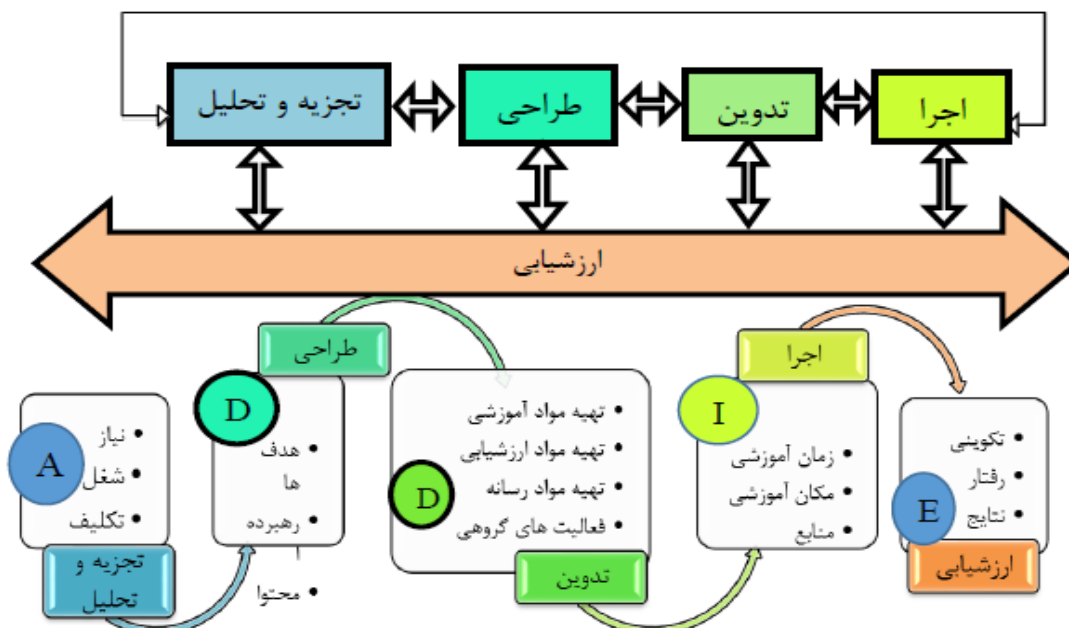 تجزیه و تحلیل
طراحی
تدوین
اجرا
ارزشیابی
A
نیاز
شغل
تکلیف
تجزیه و
تحلیل
طراحی
D
هدف
ها
رهبرده
محتوا
D
تهیه مواد آموزشی
تهیه مواد ارزشیابی
تهیه مواد رسانه
فعالیت های گروهی
تدوین
اجرا
I
زمان آموزشی
مکان آموزشی
منابع
E
تکوینی
رفتار
نتایج
ارزشیابی